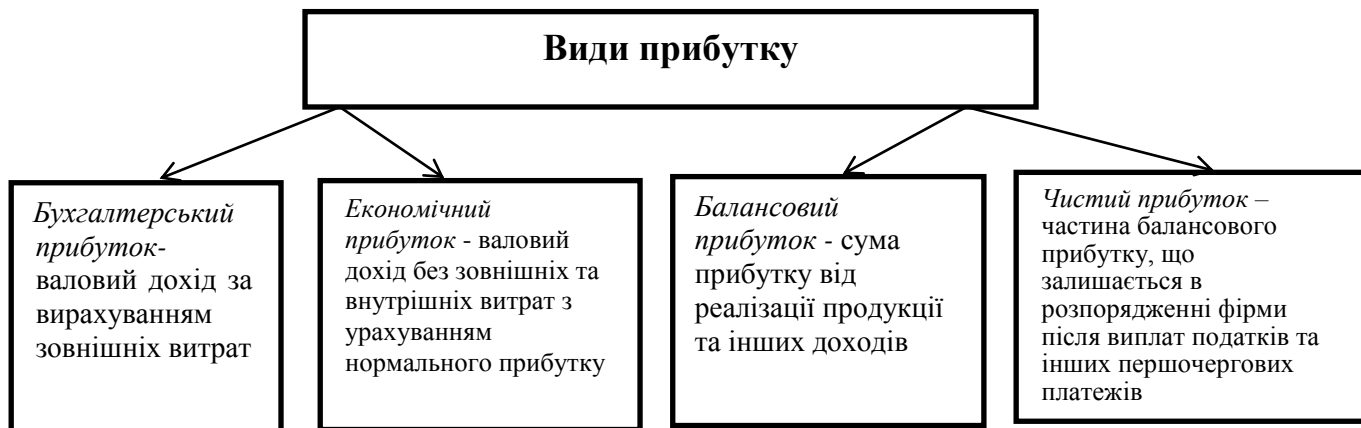 Види прибутку
Бухгалтерський
прибуток-
валовий дохід за
вирахуванням
зовнішніх витрат
Економічний
прибуток - валовий
дохід без зовнішніх та
внутрішніх витрат з
урахуванням
нормального прибутку
Балансовий
прибуток - сума
прибутку від
реалізації продукції
та інших доходів
Чистий прибуток –
частина балансового
прибутку, що
залишається в
розпорядженні фірми
після виплат податків та
інших першочергових
платежів